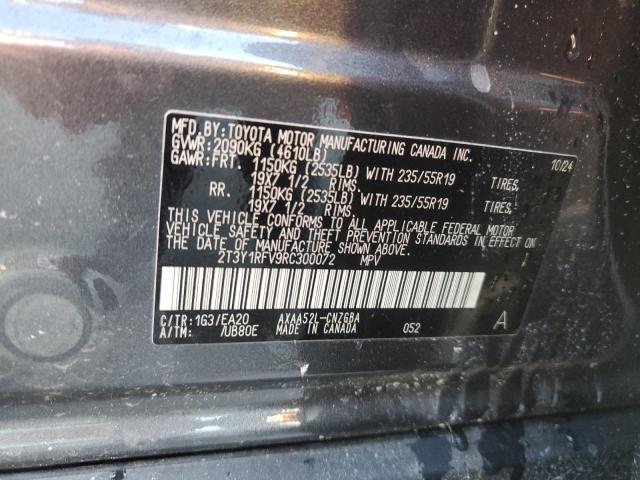 MFD.BY:TOYOTA MOTOR MANUFACTURING CANADA INC.
GVWR:2090KG (4610LB) 10/24
GAWR:FRT. 1150KG (2535LB) WITH 235/55R19 TIRES,
19X7 1/2 RIMS.
RR. 1150KG (2535LB) WITH 235/55R19 TIRES,
19X7 1/2 RIMS.
THIS VEHICLE CONFORMS TO ALL APPLICABLE FEDERAL MOTOR
VEHICLE SAFETY AND THEFT PREVENTION STANDARDS IN EFFECT
ON THE DATE OF MANUFACTURE SHOWN ABOVE.
2T3Y1RFV9RC300072 MPV
C/TR:1G3/EA20 AXAA52L-CNZGBA
A/TM: /UB80E MADE IN CANADA 052 A